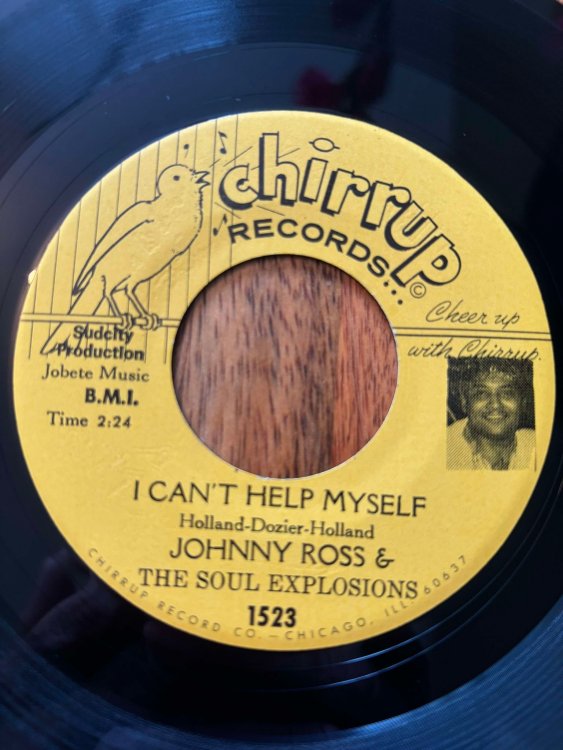 chirrup
RECORDS...
©
Cheer up
with Chirrup.
Sudcity
Production
Jobete Music
B.M.I.
Time 2:24
I CAN'T HELP MYSELF
Holland-Dozier-Holland
JOHNNY ROSS &
THE SOUL EXPLOSIONS
1523
CHIRRUP RECORD CO. – CHICAGO, ILL. 60637